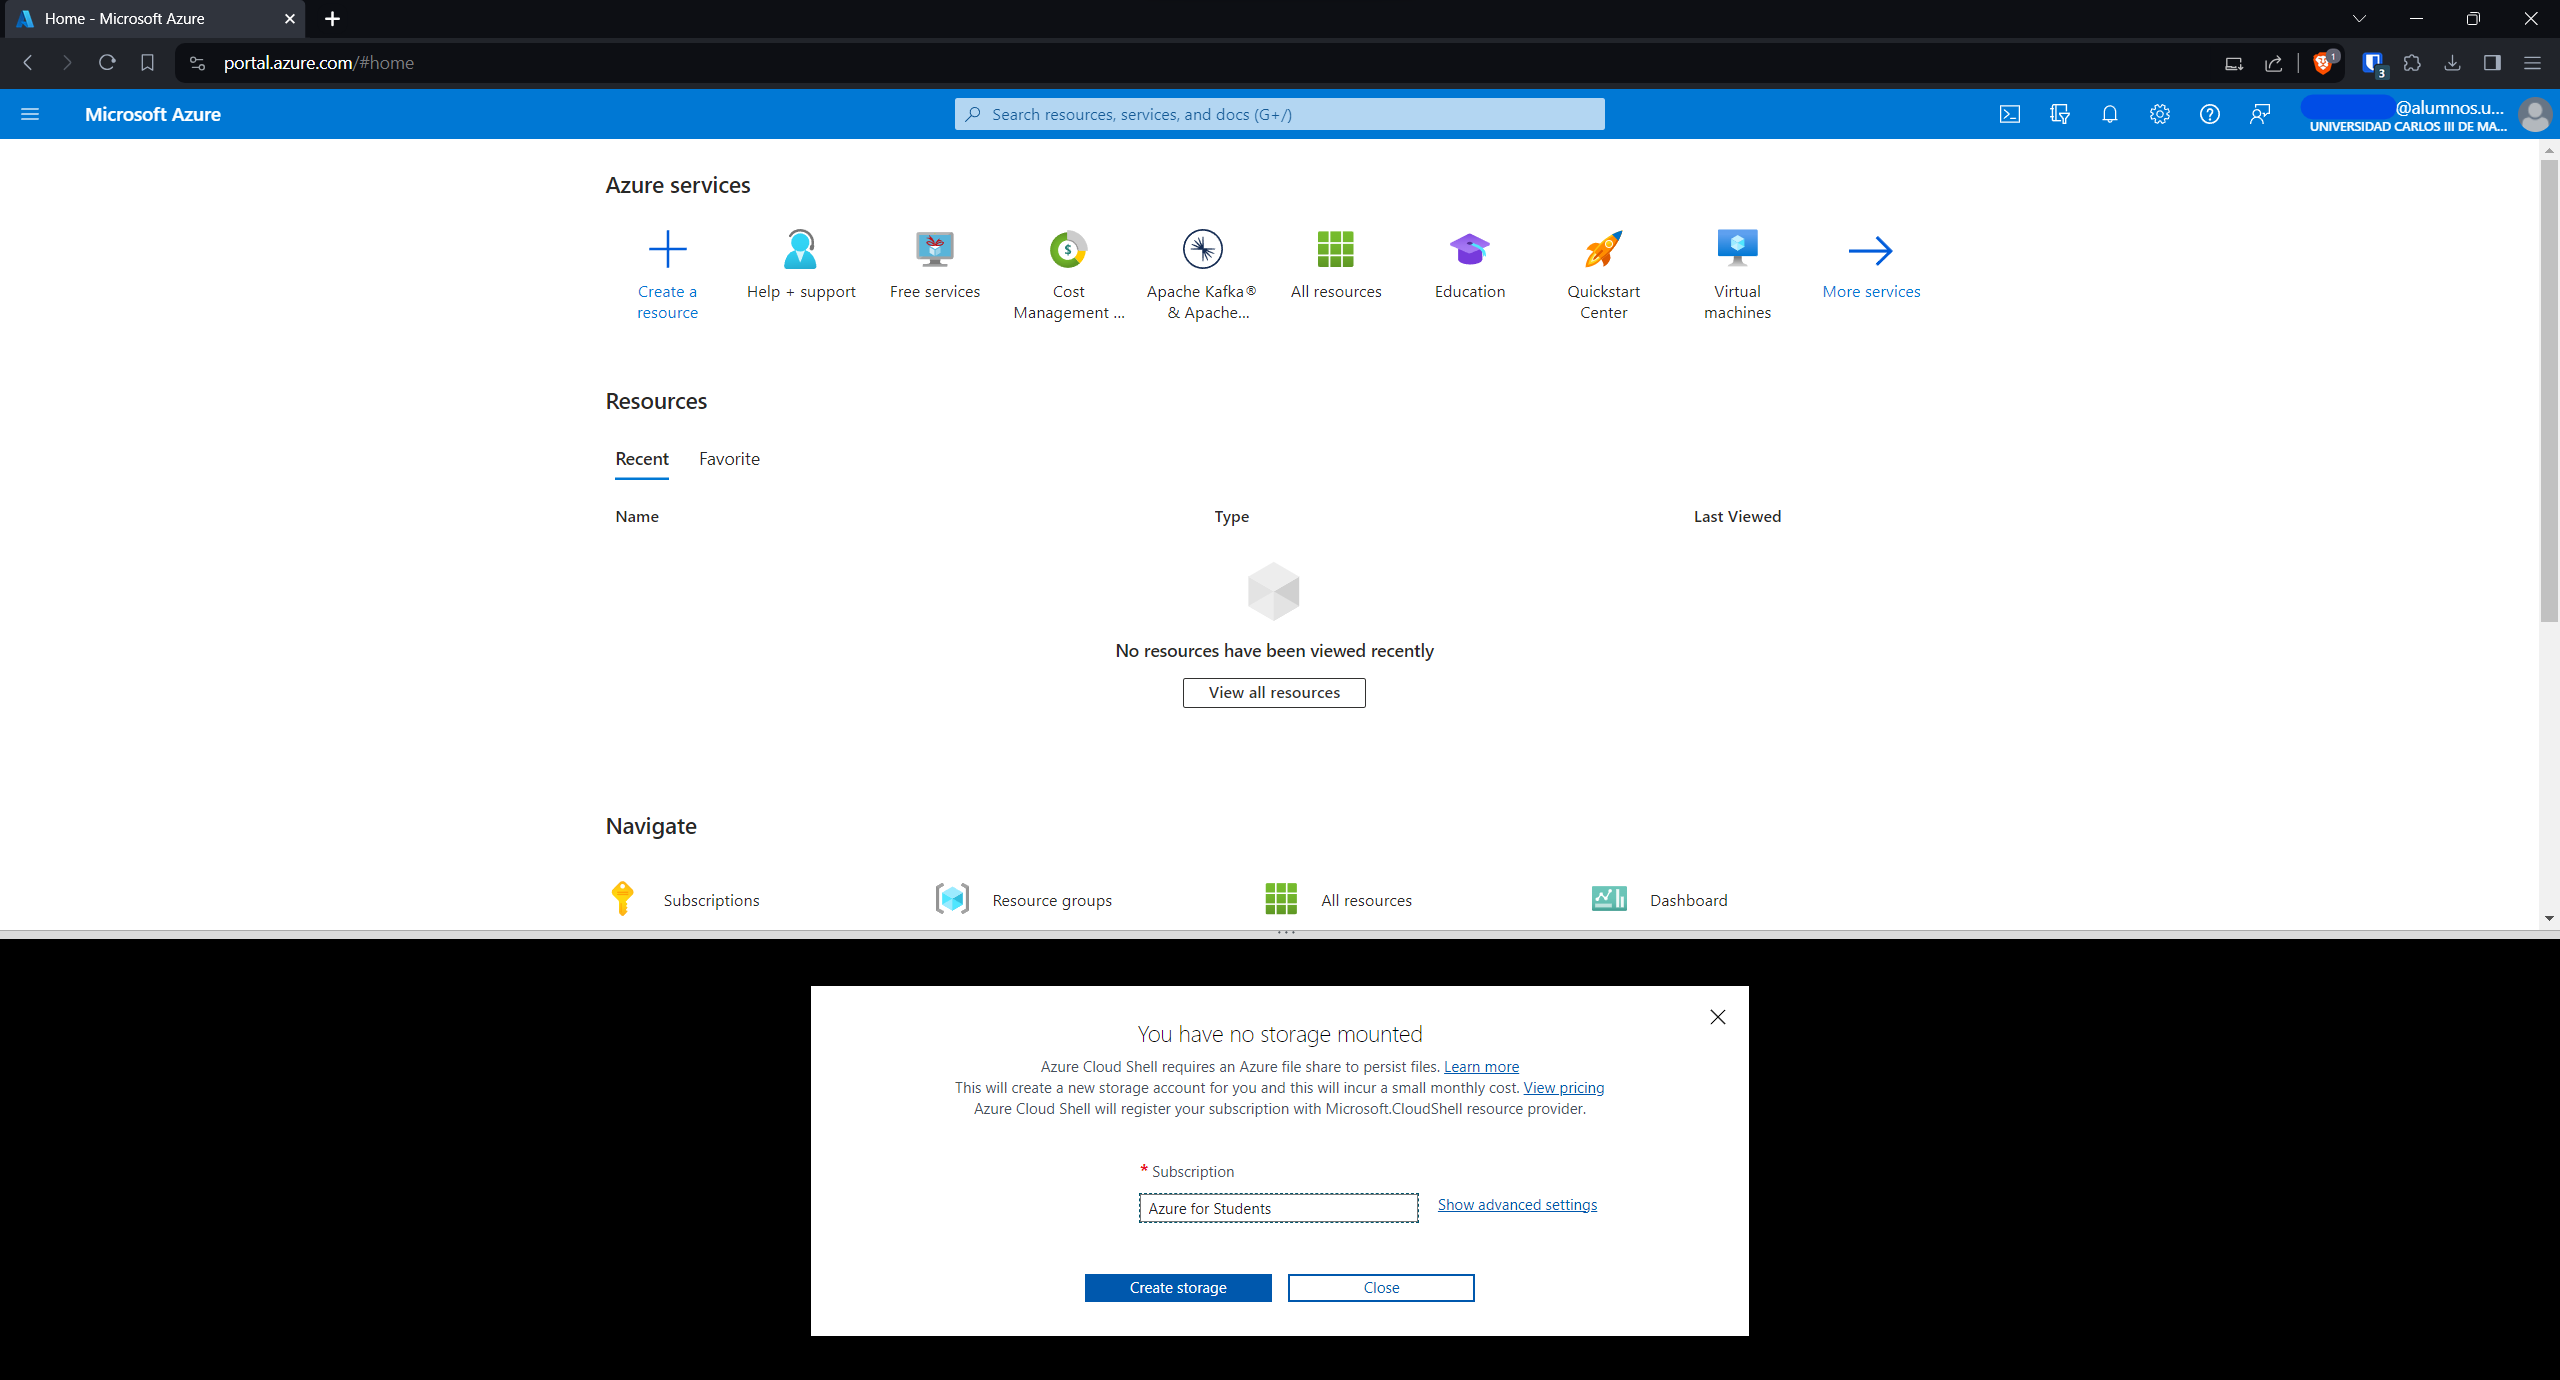 Home - Microsoft Azure
portal.azure.com/#home
1
3
Microsoft Azure
Search resources, services, and docs (G+/)
@alumnos.u...
UNIVERSIDAD CARLOS III DE MA...
Azure services
Create a resource
Help + support
Free services
Cost Management ...
Apache Kafka® & Apache...
All resources
Education
Quickstart Center
Virtual machines
More services
Resources
Recent Favorite
Name Type Last Viewed
No resources have been viewed recently
View all resources
Navigate
Subscriptions Resource groups All resources Dashboard
You have no storage mounted
Azure Cloud Shell requires an Azure file share to persist files. Learn more
This will create a new storage account for you and this will incur a small monthly cost. View pricing
Azure Cloud Shell will register your subscription with Microsoft.CloudShell resource provider.
* Subscription
Azure for Students
Show advanced settings
Create storage Close